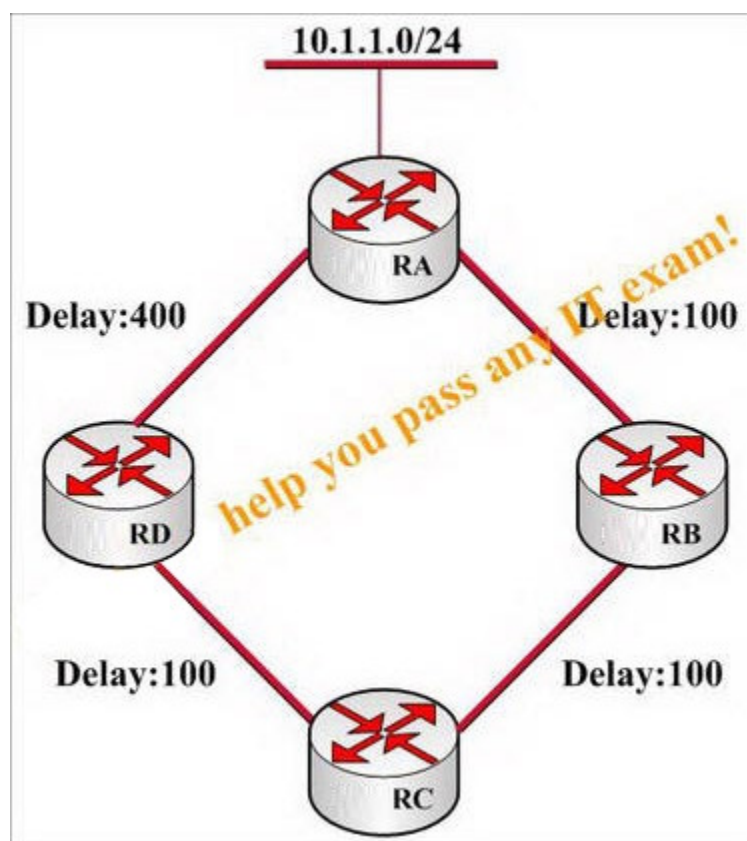 10.1.1.0/24
RA
help you pass any IT exam!
Delay:400
Delay:100
RD
RB
Delay:100
Delay:100
RC